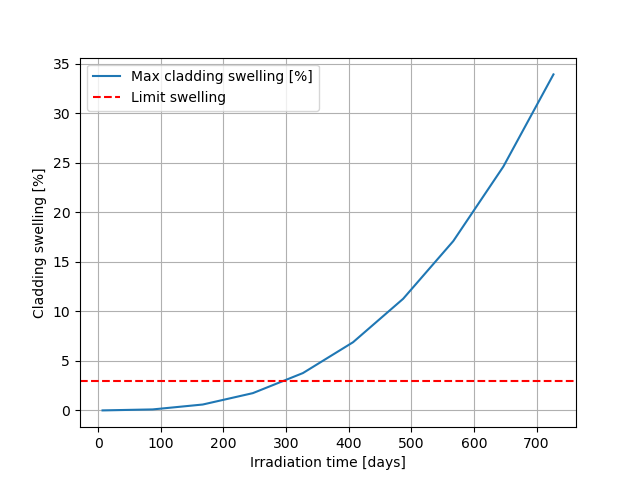 Max cladding swelling [%]
Limit swelling
Cladding swelling [%]
35
30
25
20
15
10
5
0
0 100 200 300 400 500 600 700
Irradiation time [days]